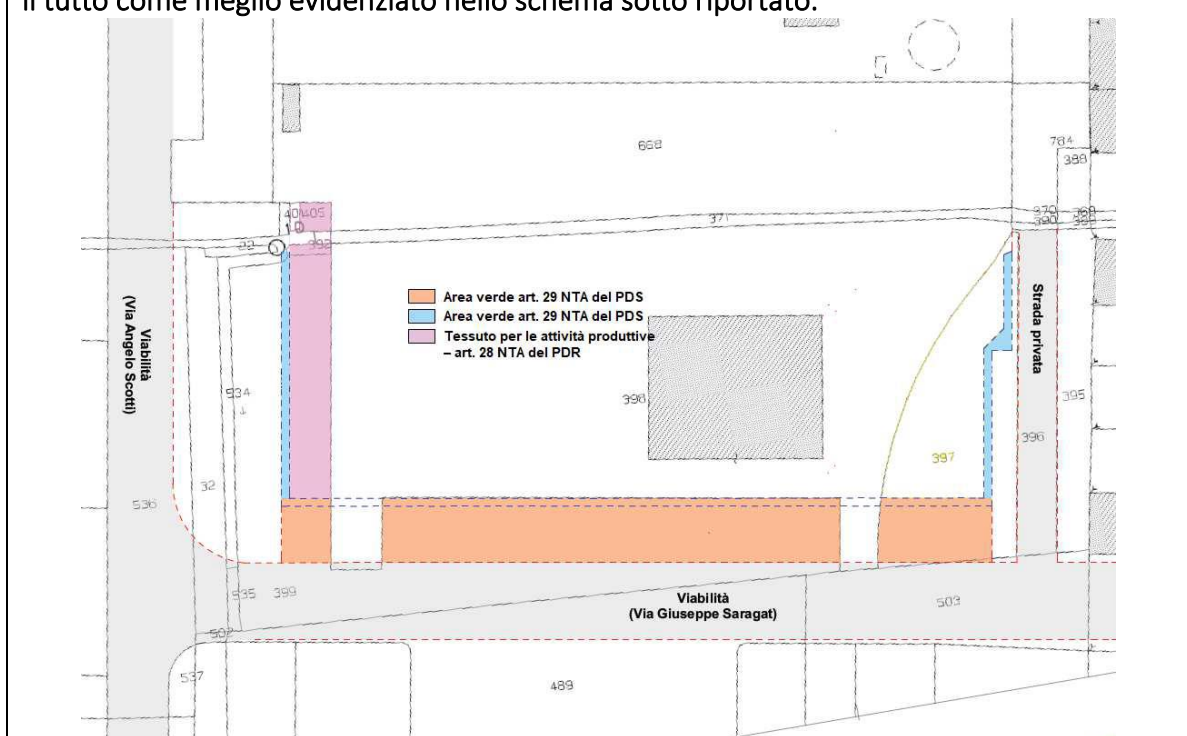 il tutto come meglio evidenziato nello schema sotto riportato:
668
784
388
405
371
22
392
Area verde art. 29 NTA del PDS
Area verde art. 29 NTA del PDS
Tessuto per le attività produttive
– art. 28 NTA del PDR
Viabilità
(Via Angelo Scotti)
Strada privata
534
398
395
396
397
32
536
535
399
Viabilità
(Via Giuseppe Saragat)
503
502
537
489